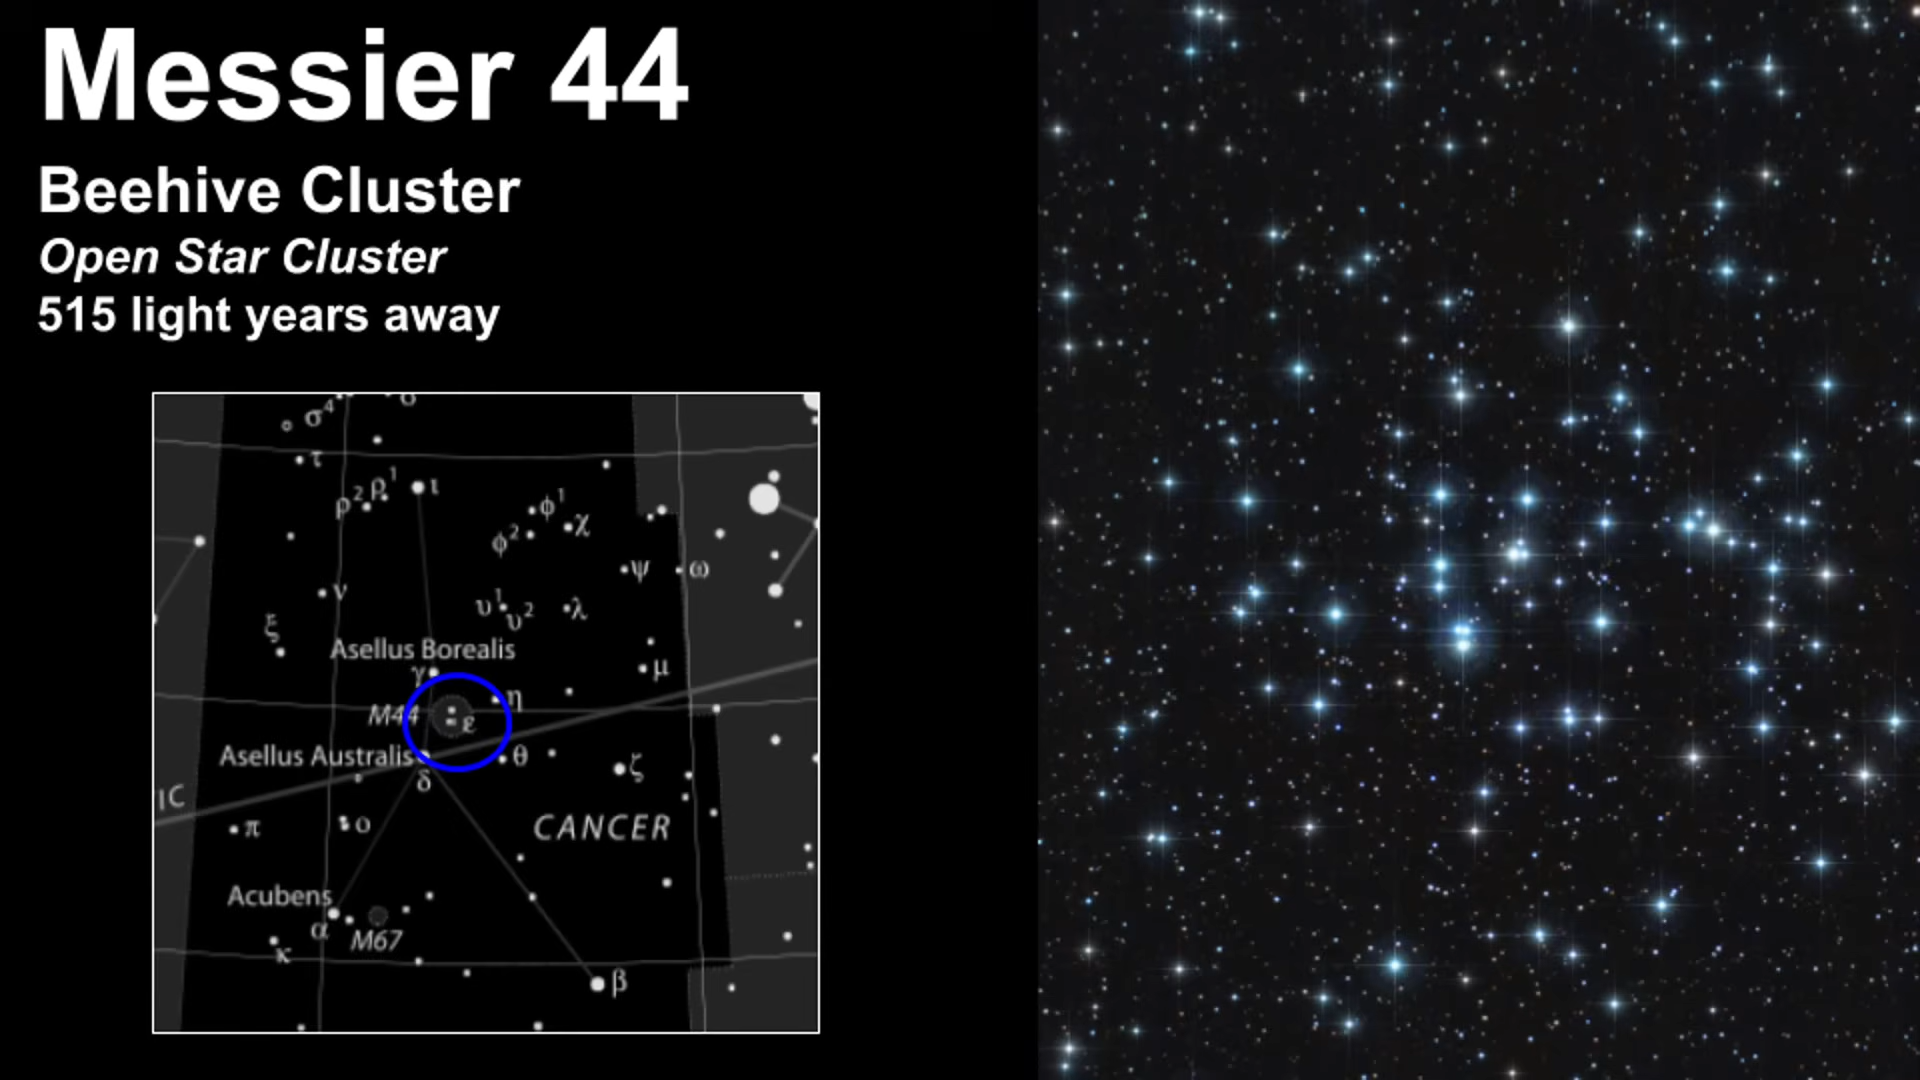 Messier 44
Beehive Cluster
Open Star Cluster
515 light years away
σ⁴ σ
τ
ρ² ρ¹ ι
φ¹
φ² χ
ψ ω
ν
υ¹ υ² λ
ξ
Asellus Borealis
γ μ
M44 ε η
Asellus Australis θ ζ
δ
IC
π ο CANCER
Acubens
α M67
κ
β